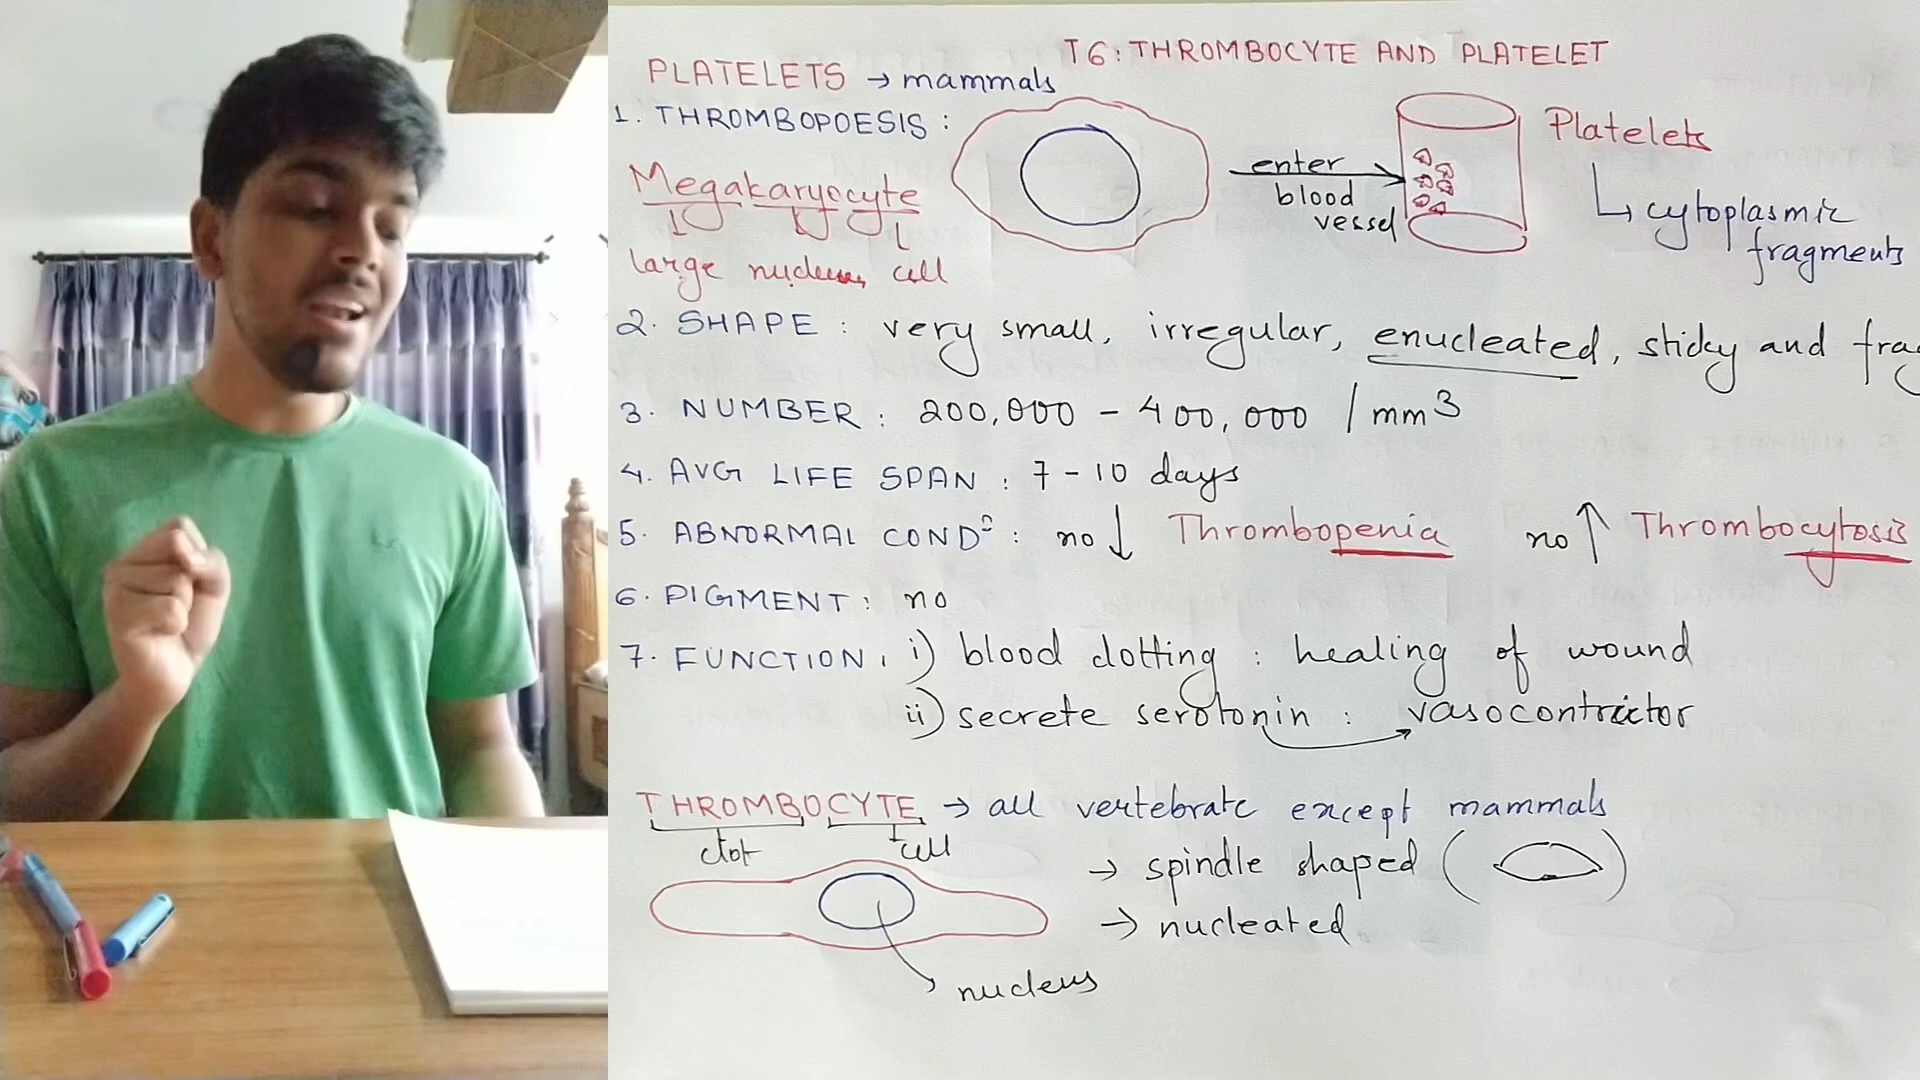 T6: THROMBOCYTE AND PLATELET
PLATELETS → mammals
1. THROMBOPOESIS :
Megakaryocyte
large nucleus, cell
enter
blood
vessel
Platelets
↳ cytoplasmic
fragments
2. SHAPE : very small, irregular, enucleated, sticky and frag
3. NUMBER : 200,000 - 400,000 / mm3
4. AVG LIFE SPAN : 7 - 10 days
5. ABNORMAL CONDn : no ↓ Thrombopenia no ↑ Thrombocytosis
6. PIGMENT : no
7. FUNCTION : i) blood clotting : healing of wound
ii) secrete serotonin : vasocontrictor
THROMBOCYTE → all vertebrate except mammals
clot cell
→ spindle shaped ( )
→ nucleated
nucleus